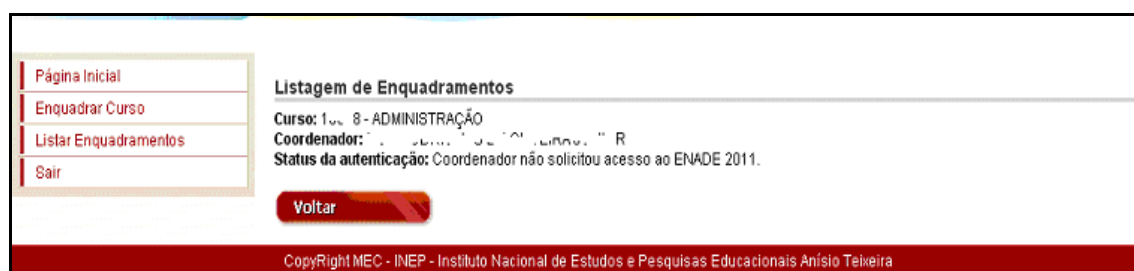 Página Inicial
Enquadrar Curso
Listar Enquadramentos
Sair
Listagem de Enquadramentos
Curso: 8 - ADMINISTRAÇÃO
Coordenador:
Status da autenticação: Coordenador não solicitou acesso ao ENADE 2011.
Voltar
CopyRight MEC - INEP - Instituto Nacional de Estudos e Pesquisas Educacionais Anísio Teixeira